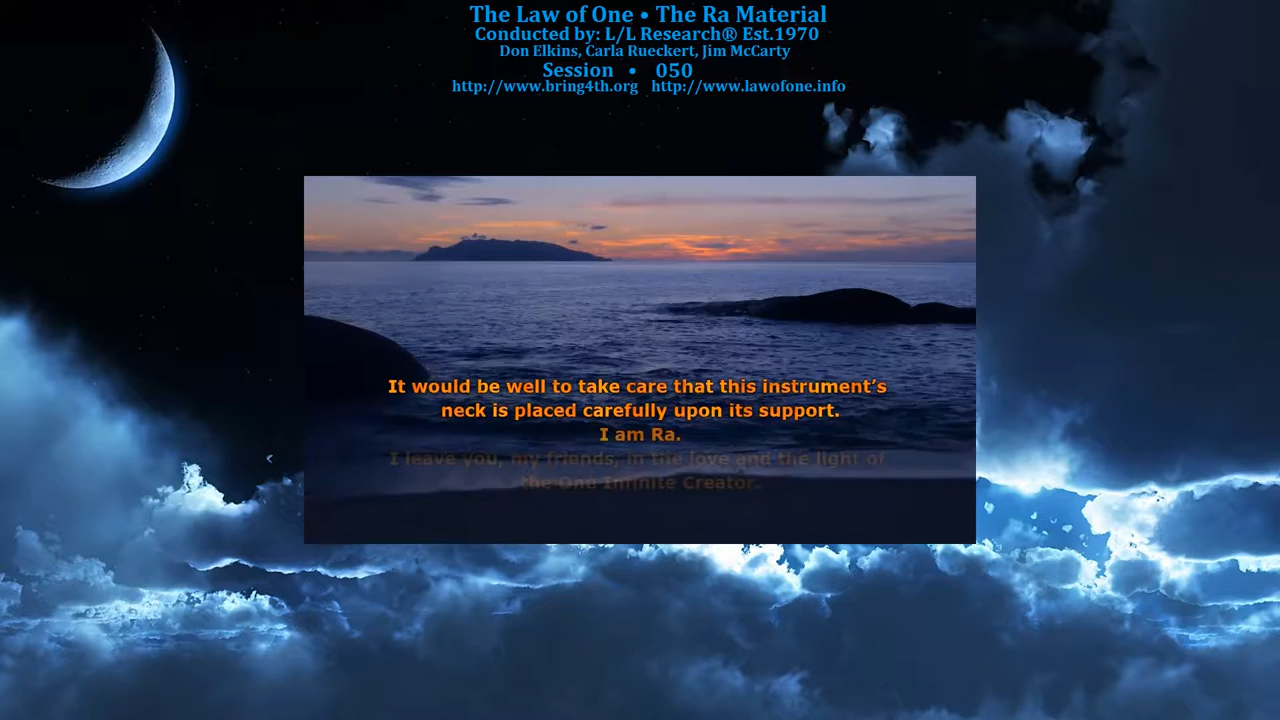 The Law of One • The Ra Material
Conducted by: L/L Research® Est.1970
Don Elkins, Carla Rueckert, Jim McCarty
Session • 050
http://www.bring4th.org http://www.lawofone.info
It would be well to take care that this instrument's
neck is placed carefully upon its support.
I am Ra.
I leave you, my friends, in the love and the light of
the One Infinite Creator.